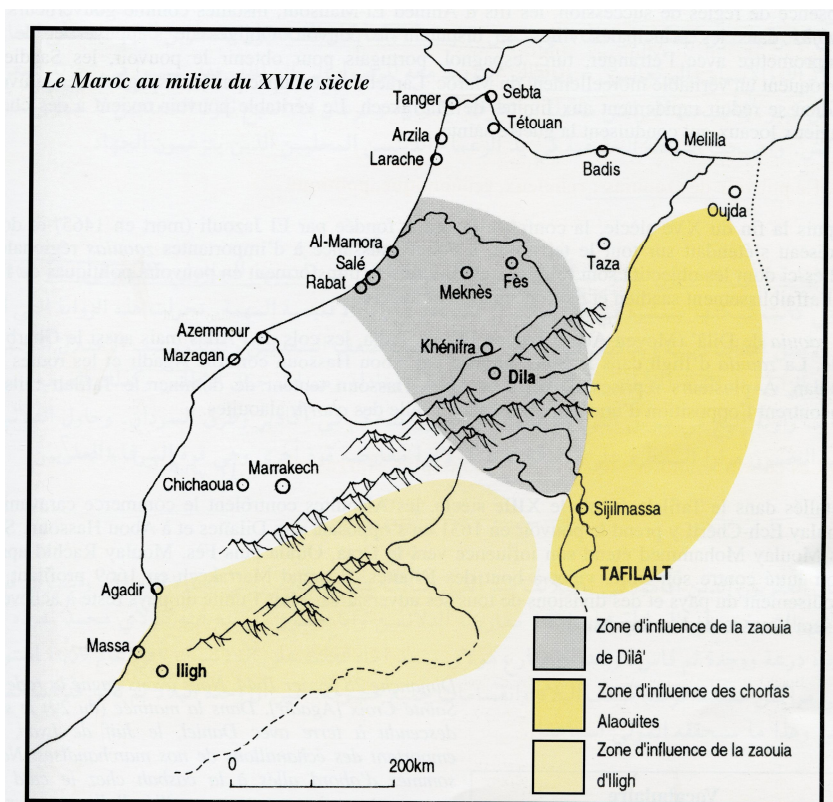 Le Maroc au milieu du XVIIe siècle
Tanger
Sebta
Tétouan
Arzila
Larache
Badis
Melilla
Oujda
Taza
Al-Mamora
Salé
Rabat
Meknès
Fès
Azemmour
Mazagan
Khénifra
Dila
Chichaoua
Marrakech
Sijilmassa
TAFILALT
Agadir
Massa
Iligh
Zone d'influence de la zaouia
de Dilâ'
Zone d'influence des chorfas
Alaouites
Zone d'influence de la zaouia
d'Iligh
0
200km